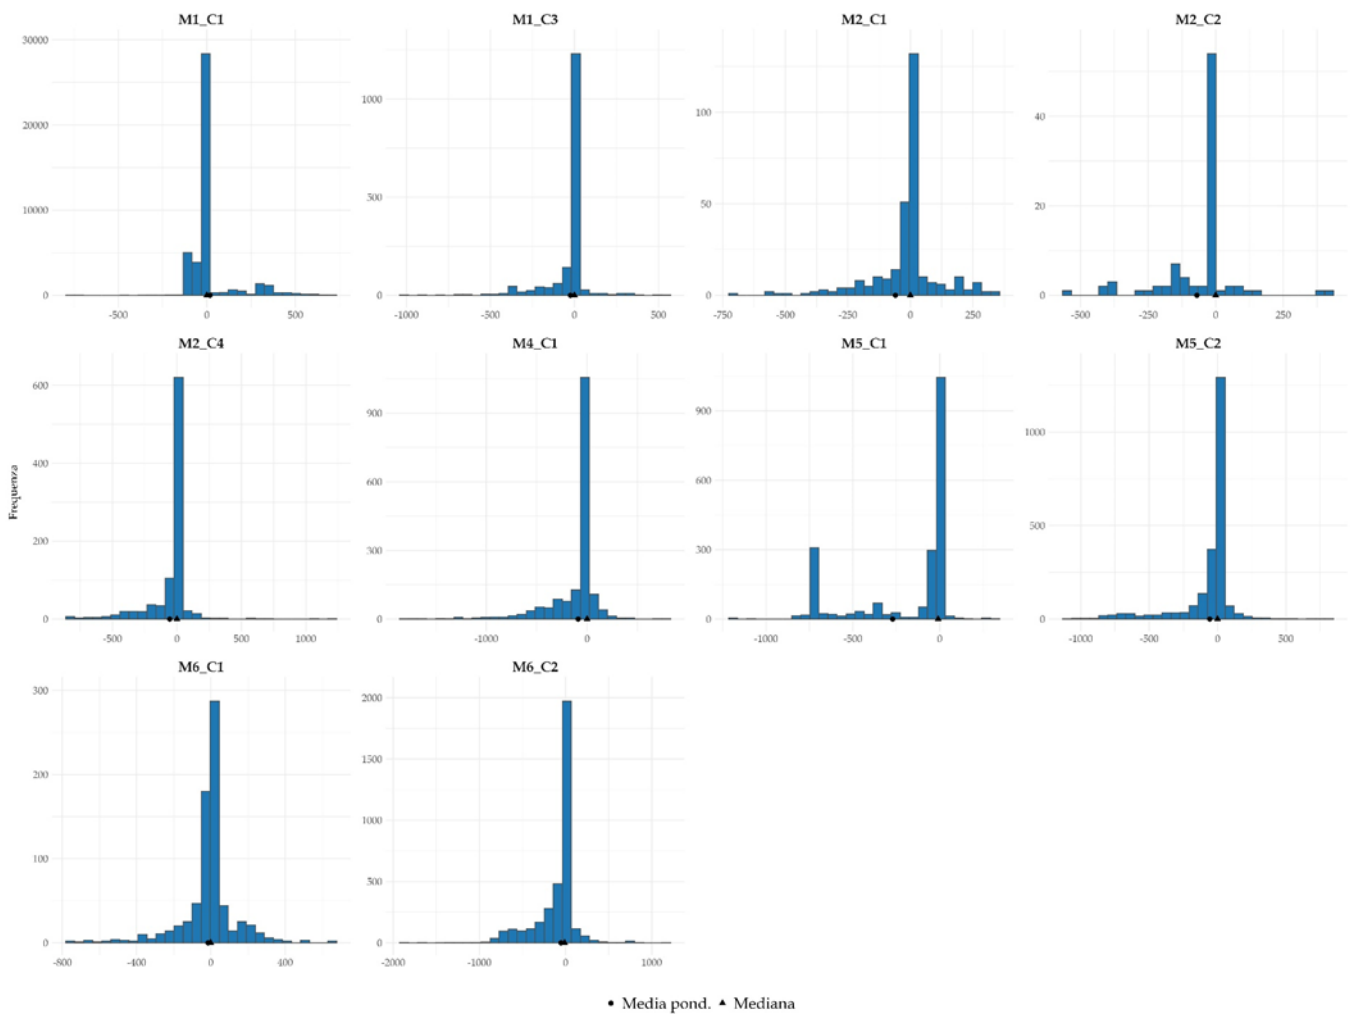 M1_C1 M1_C3 M2_C1 M2_C2
30000
20000
10000
0
-500 0 500
1000
500
0
-1000 -500 0 500
100
50
0
-750 -500 -250 0 250
40
20
0
-500 -250 0 250
M2_C4 M4_C1 M5_C1 M5_C2
Frequenza
600
400
200
0
-500 0 500 1000
900
600
300
0
-1000 0
900
600
300
0
-1000 -500 0
1000
500
0
-1000 -500 0 500
M6_C1 M6_C2
300
200
100
0
-800 -400 0 400
2000
1500
1000
500
0
-2000 -1000 0 1000
● Media pond. ▲ Mediana